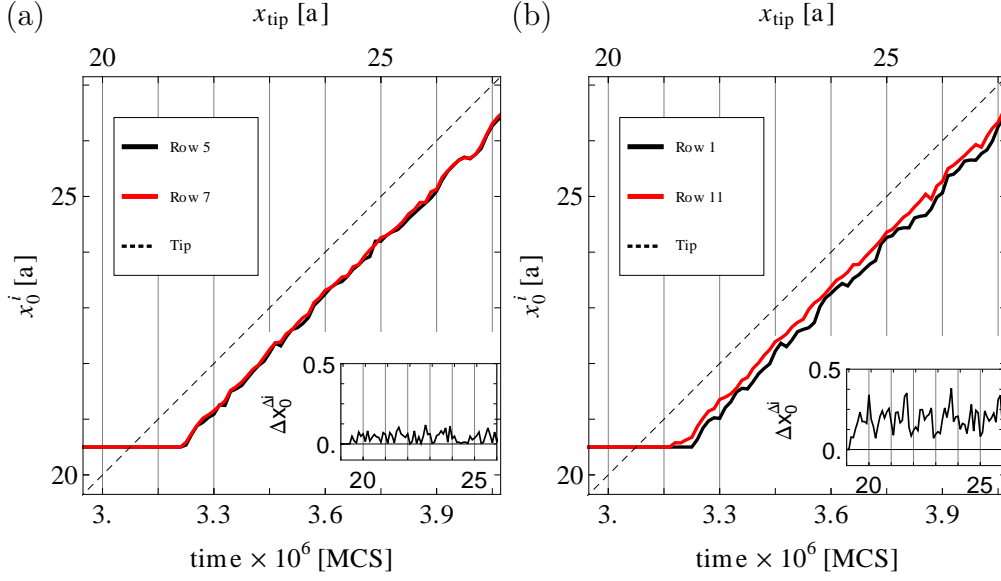 (a)
x_tip [a]
20
25
Row 5
Row 7
Tip
x_0^i [a]
25
20
0.5
0.
Δx_0^Δi
20
25
3.
3.3
3.6
3.9
time × 10^6 [MCS]
(b)
x_tip [a]
20
25
Row 1
Row 11
Tip
x_0^i [a]
25
20
0.5
0.
Δx_0^Δi
20
25
3.
3.3
3.6
3.9
time × 10^6 [MCS]